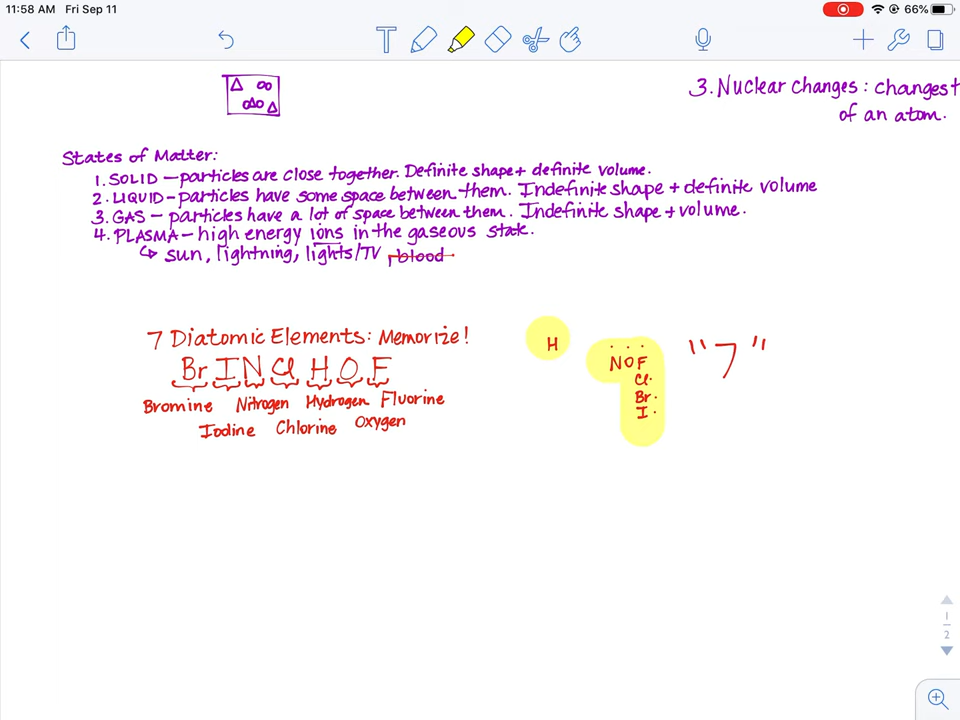 11:58 AM Fri Sep 11
66%
T
3. Nuclear changes: changes t
of an atom.
States of Matter:
1. SOLID – particles are close together. Definite shape + definite volume.
2. LIQUID – particles have some space between them. Indefinite shape + definite volume
3. GAS – particles have a lot of space between them. Indefinite shape + volume.
4. PLASMA – high energy ions in the gaseous state.
↳ sun, lightning, lights/TV, blood
7 Diatomic Elements: Memorize!
Br I N Cl H O F
Bromine Nitrogen Hydrogen Fluorine
Iodine Chlorine Oxygen
H
N O F
Cl
Br
I
"7"
1
2